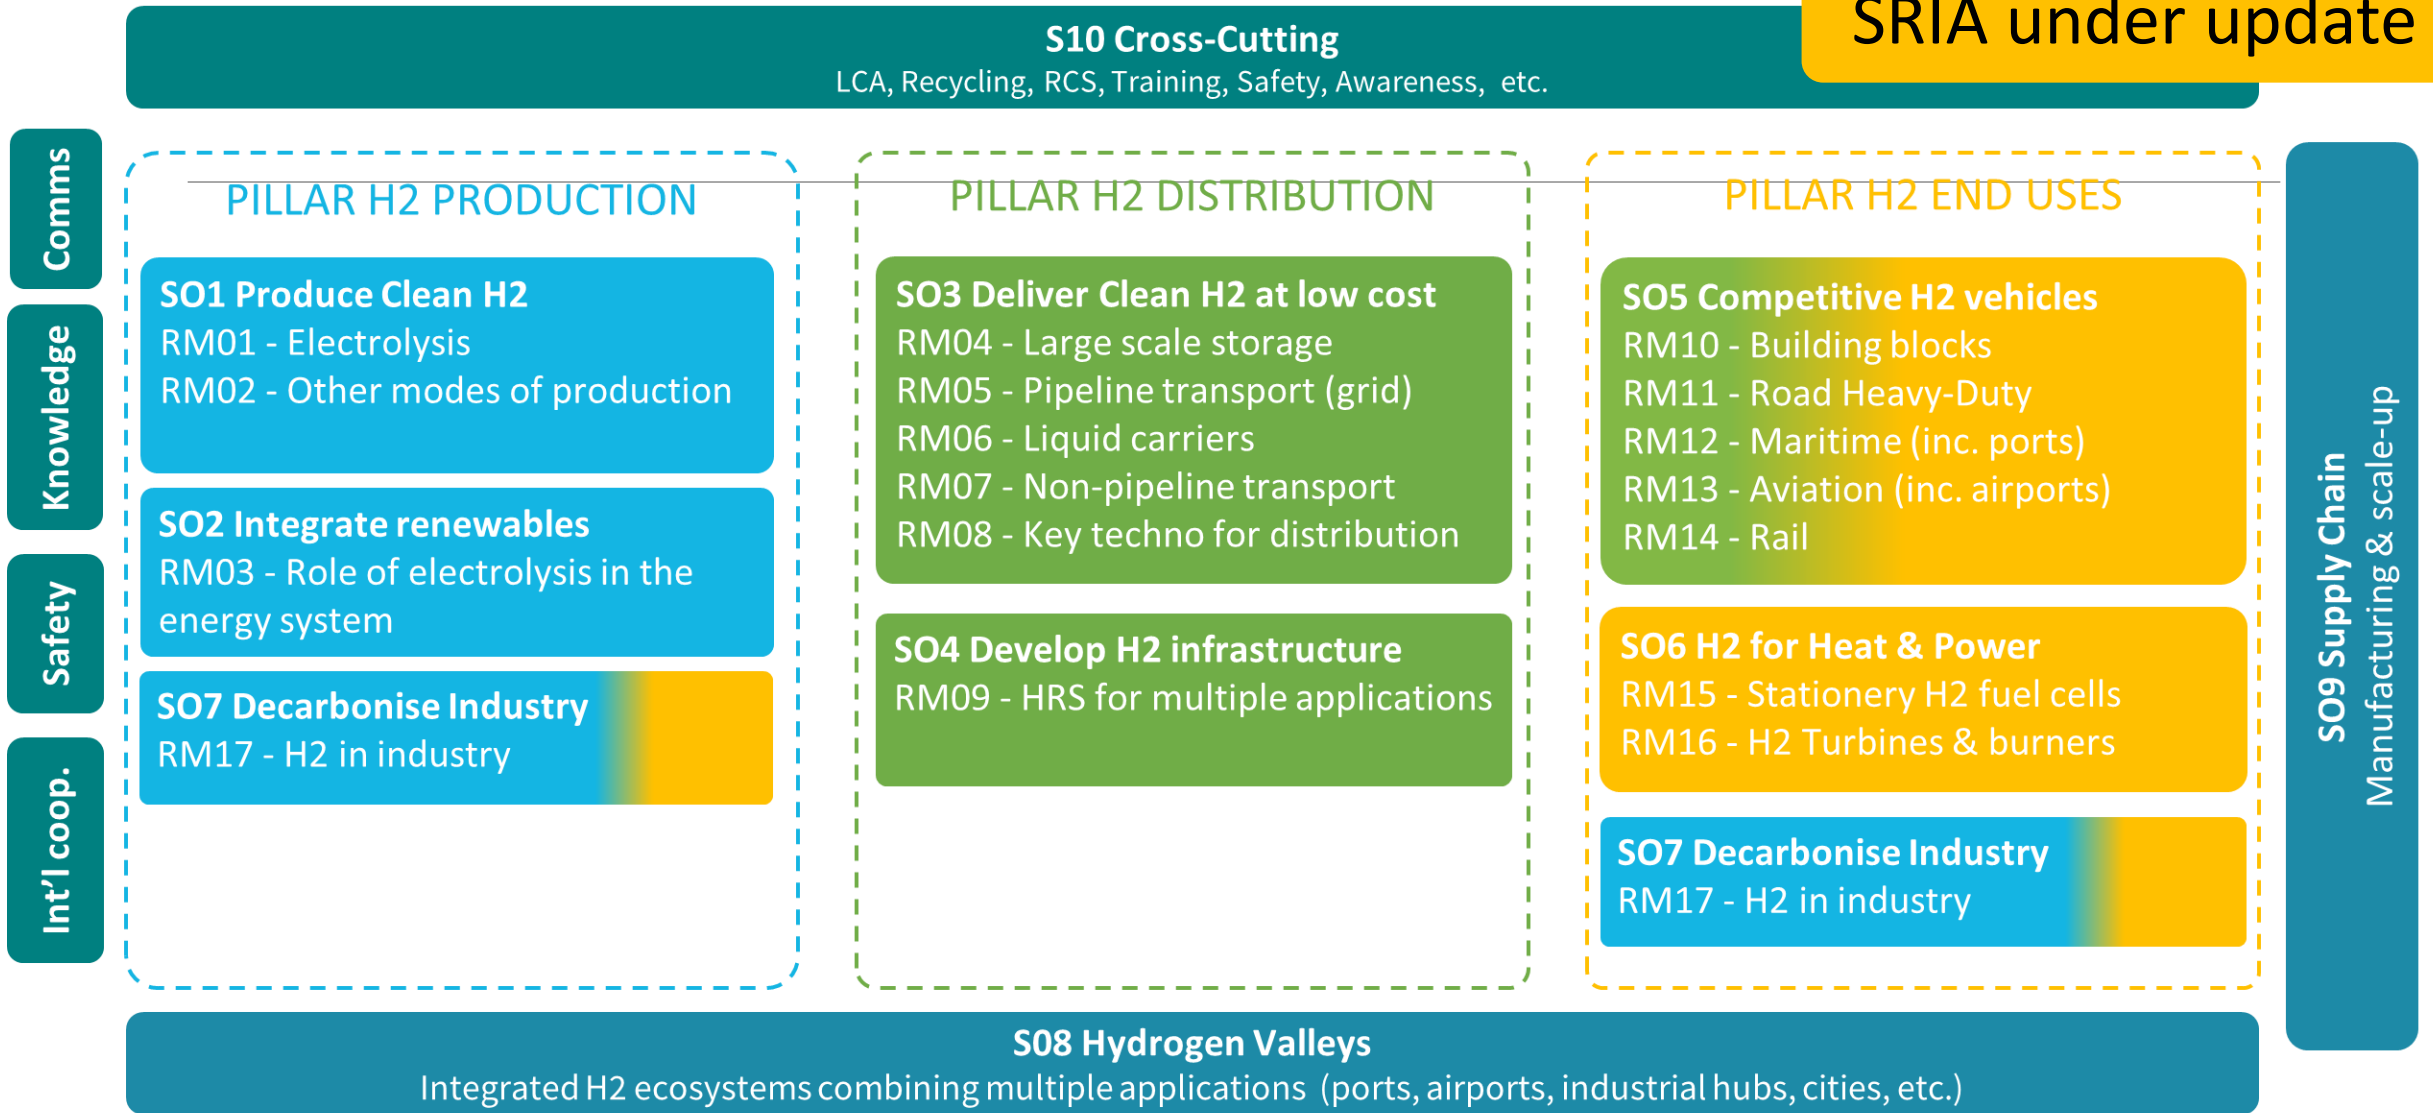 SRIA under update
S10 Cross-Cutting
LCA, Recycling, RCS, Training, Safety, Awareness, etc.
Comms
Knowledge
Safety
Int'l coop.
PILLAR H2 PRODUCTION
SO1 Produce Clean H2
RM01 - Electrolysis
RM02 - Other modes of production
SO2 Integrate renewables
RM03 - Role of electrolysis in the
energy system
SO7 Decarbonise Industry
RM17 - H2 in industry
PILLAR H2 DISTRIBUTION
SO3 Deliver Clean H2 at low cost
RM04 - Large scale storage
RM05 - Pipeline transport (grid)
RM06 - Liquid carriers
RM07 - Non-pipeline transport
RM08 - Key techno for distribution
SO4 Develop H2 infrastructure
RM09 - HRS for multiple applications
PILLAR H2 END USES
SO5 Competitive H2 vehicles
RM10 - Building blocks
RM11 - Road Heavy-Duty
RM12 - Maritime (inc. ports)
RM13 - Aviation (inc. airports)
RM14 - Rail
SO6 H2 for Heat & Power
RM15 - Stationery H2 fuel cells
RM16 - H2 Turbines & burners
SO7 Decarbonise Industry
RM17 - H2 in industry
SO9 Supply Chain
Manufacturing & scale-up
S08 Hydrogen Valleys
Integrated H2 ecosystems combining multiple applications (ports, airports, industrial hubs, cities, etc.)